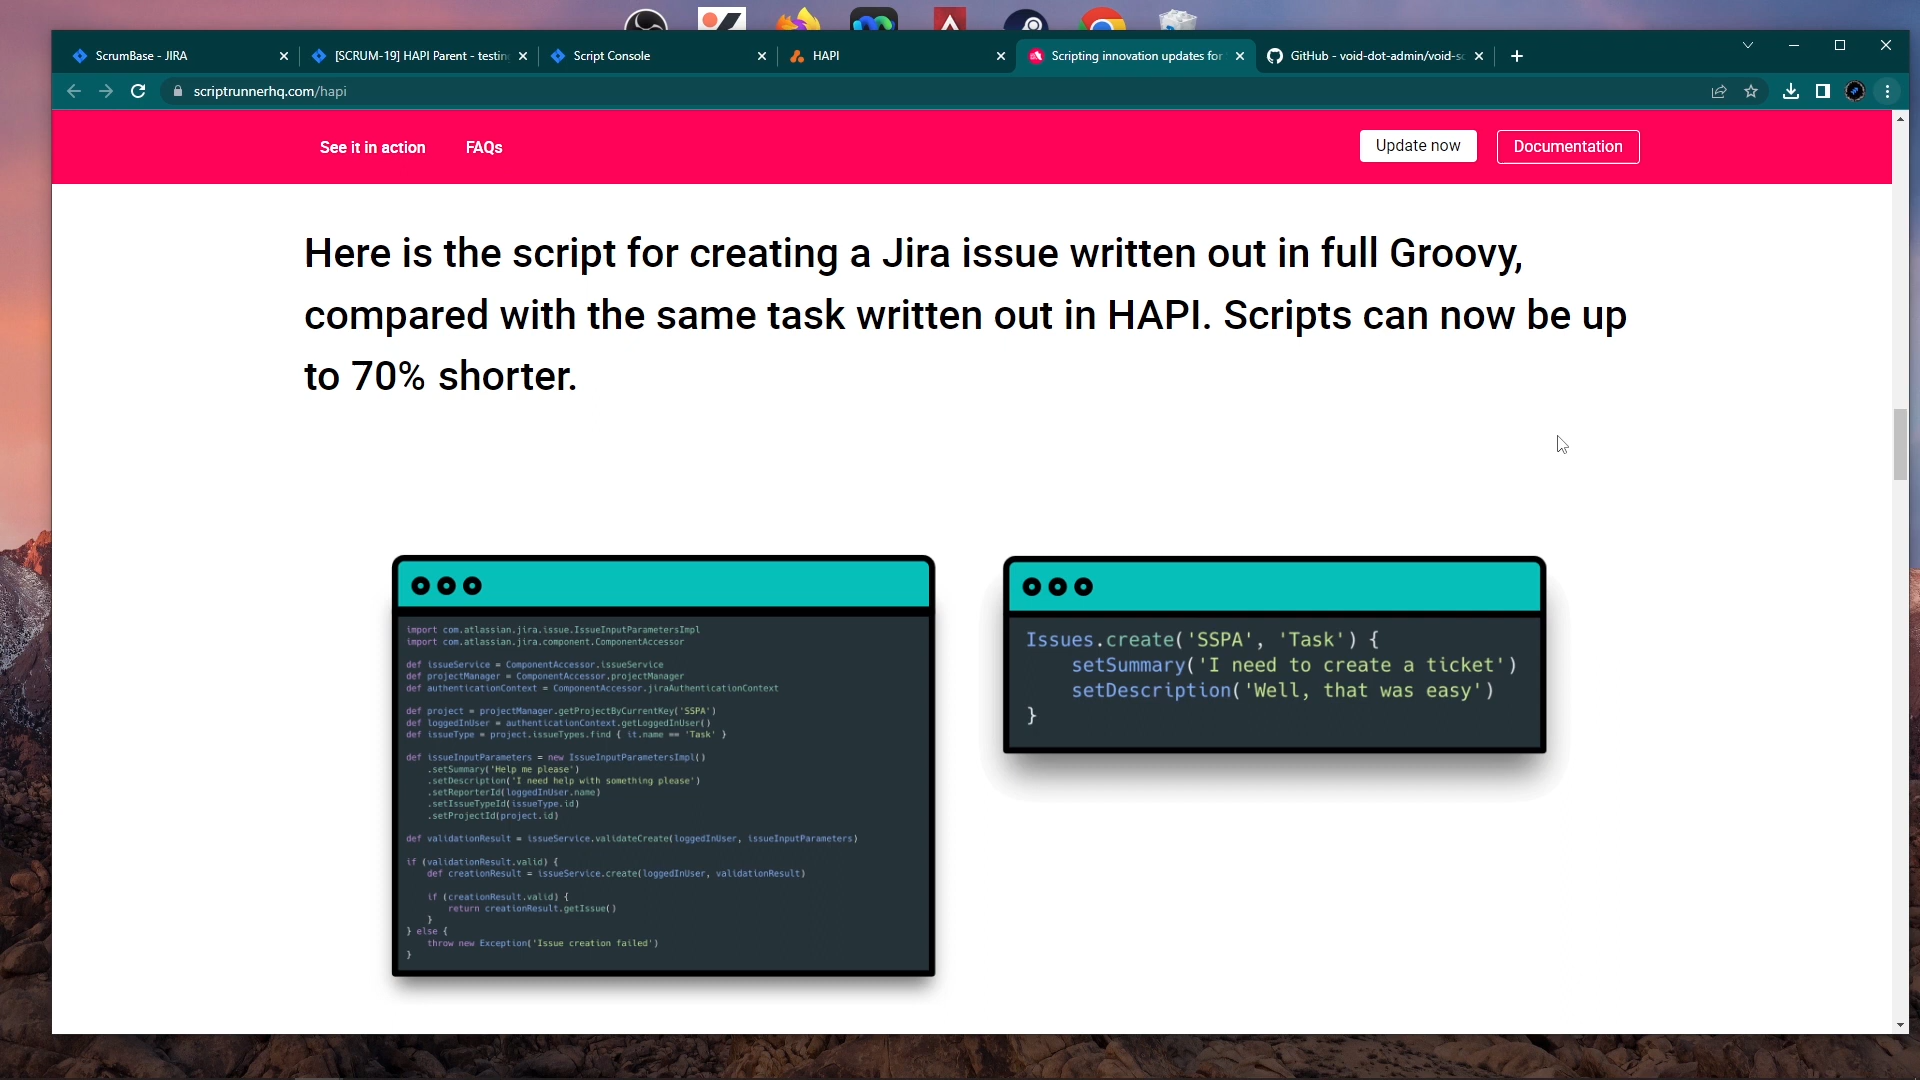 ScrumBase - JIRA
[SCRUM-19] HAPI Parent - testing
Script Console
HAPI
Scripting innovation updates for
GitHub - void-dot-admin/void-sc
scriptrunnerhq.com/hapi
See it in action
FAQs
Update now
Documentation
Here is the script for creating a Jira issue written out in full Groovy,
compared with the same task written out in HAPI. Scripts can now be up
to 70% shorter.
import com.atlassian.jira.issue.IssueInputParametersImpl
import com.atlassian.jira.component.ComponentAccessor
def issueService = ComponentAccessor.issueService
def projectManager = ComponentAccessor.projectManager
def authenticationContext = ComponentAccessor.jiraAuthenticationContext
def project = projectManager.getProjectByCurrentKey('SSPA')
def loggedInUser = authenticationContext.getLoggedInUser()
def issueType = project.issueTypes.find { it.name == 'Task' }
def issueInputParameters = new IssueInputParametersImpl()
.setSummary('Help me please')
.setDescription('I need help with something please')
.setReporterId(loggedInUser.name)
.setIssueTypeId(issueType.id)
.setProjectId(project.id)
def validationResult = issueService.validateCreate(loggedInUser, issueInputParameters)
if (validationResult.valid) {
def creationResult = issueService.create(loggedInUser, validationResult)
if (creationResult.valid) {
return creationResult.getIssue()
}
} else {
throw new Exception('Issue creation failed')
}
Issues.create('SSPA', 'Task') {
setSummary('I need to create a ticket')
setDescription('Well, that was easy')
}